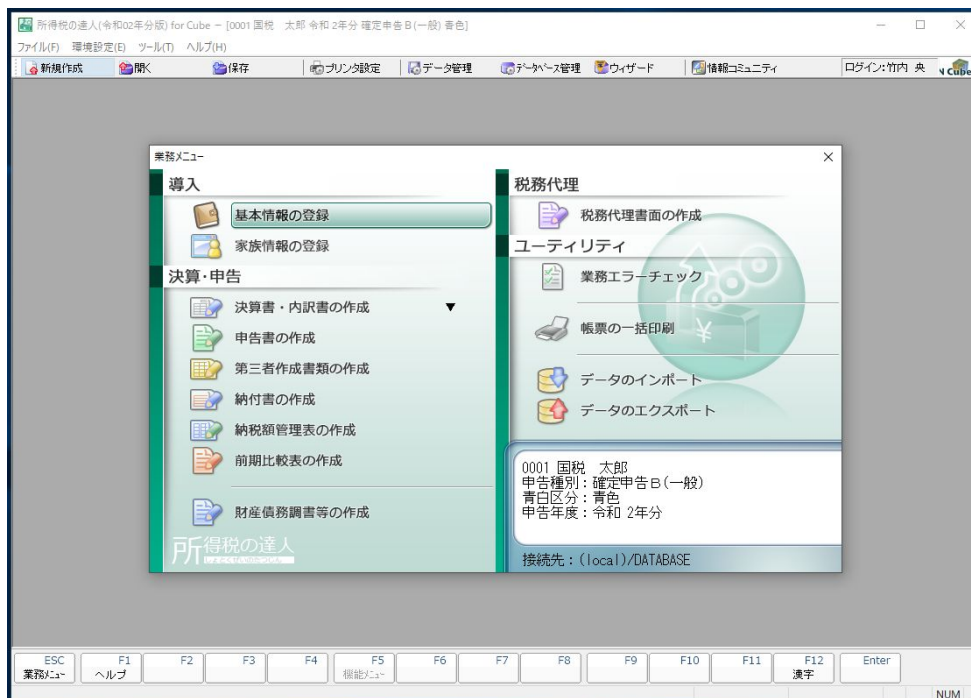 所得税の達人(令和02年分版) for Cube － [0001 国税　太郎 令和 2年分 確定申告B(一般) 青色]
ファイル(F) 環境設定(E) ツール(T) ヘルプ(H)
新規作成 開く 保存 プリンタ設定 データ管理 データベース管理 ウィザード 情報コミュニティ ログイン:竹内 央 N Cube
業務メニュー
導入
基本情報の登録
家族情報の登録
決算・申告
決算書・内訳書の作成 ▼
申告書の作成
第三者作成書類の作成
納付書の作成
納税額管理表の作成
前期比較表の作成
財産債務調書等の作成
所得税の達人
しょとくぜいのたつじん
税務代理
税務代理書面の作成
ユーティリティ
業務エラーチェック
帳票の一括印刷
データのインポート
データのエクスポート
0001 国税　太郎
申告種別：確定申告B(一般)
青白区分：青色
申告年度：令和 2年分
接続先：(local)/DATABASE
ESC F1 F2 F3 F4 F5 F6 F7 F8 F9 F10 F11 F12 Enter
業務メニュー ヘルプ 機能メニュー 漢字
NUM